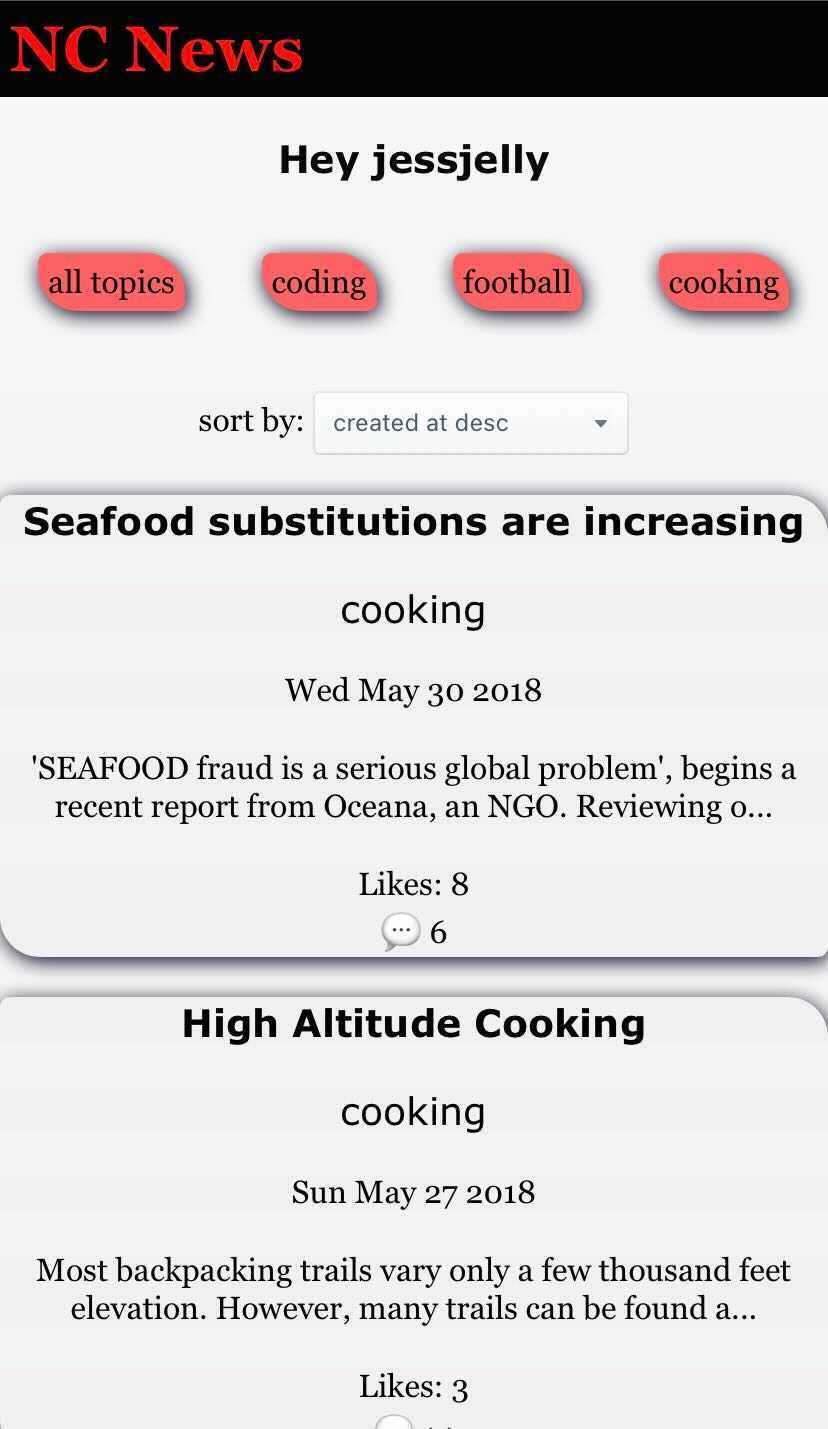 NC News
Hey jessjelly
all topics coding football cooking
sort by: created at desc
Seafood substitutions are increasing
cooking
Wed May 30 2018
'SEAFOOD fraud is a serious global problem', begins a
recent report from Oceana, an NGO. Reviewing o...
Likes: 8
💬 6
High Altitude Cooking
cooking
Sun May 27 2018
Most backpacking trails vary only a few thousand feet
elevation. However, many trails can be found a...
Likes: 3